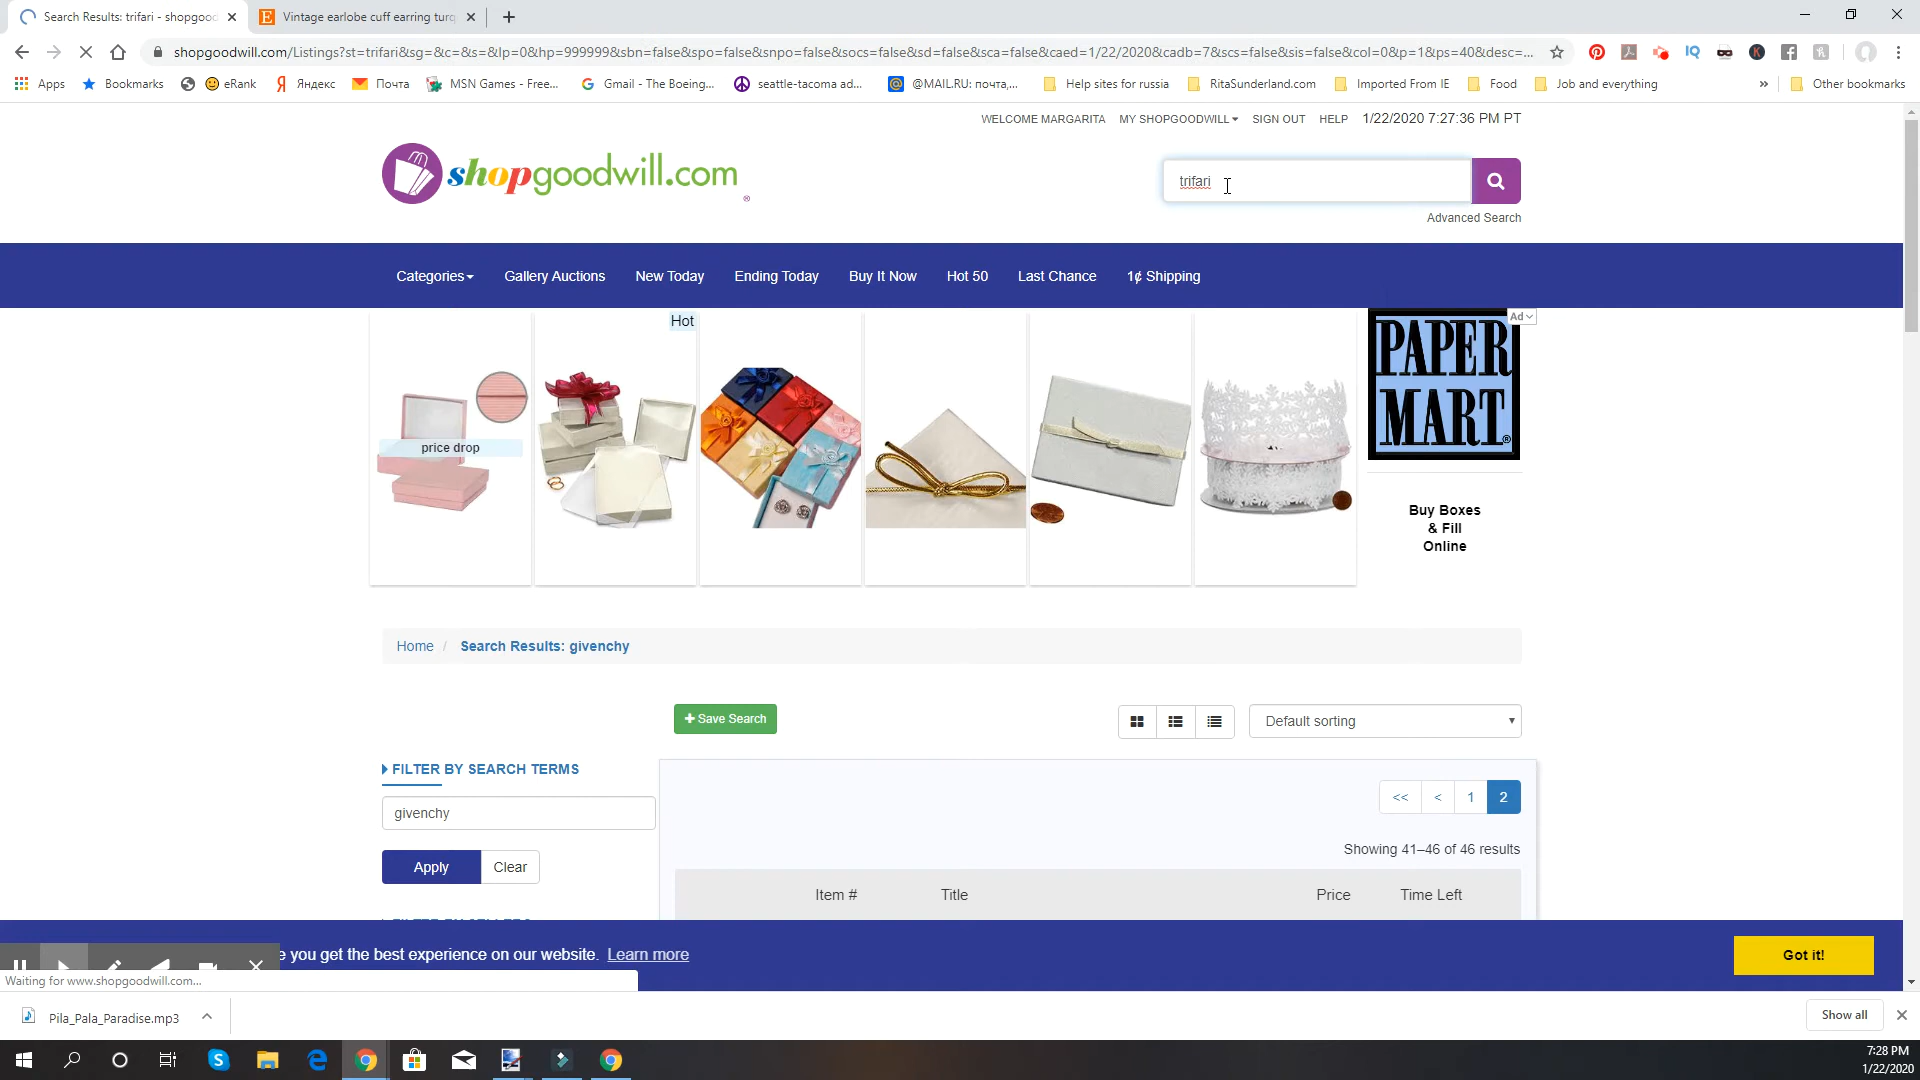 Search Results: trifari - shopgood
Vintage earlobe cuff earring turq
shopgoodwill.com/Listings?st=trifari&sg=&c=&s=&lp=0&hp=999999&sbn=false&spo=false&snpo=false&socs=false&sd=false&sca=false&caed=1/22/2020&cadb=7&scs=false&sis=false&col=0&p=1&ps=40&desc=...
Apps
Bookmarks
eRank
Яндекс
Почта
MSN Games - Free...
Gmail - The Boeing...
seattle-tacoma ad...
@MAIL.RU: почта,...
Help sites for russia
RitaSunderland.com
Imported From IE
Food
Job and everything
Other bookmarks
WELCOME MARGARITA
MY SHOPGOODWILL
SIGN OUT
HELP
1/22/2020 7:27:36 PM PT
shopgoodwill.com®
trifari
Advanced Search
Categories
Gallery Auctions
New Today
Ending Today
Buy It Now
Hot 50
Last Chance
1¢ Shipping
Hot
price drop
Ad
PAPER
MART®
Buy Boxes
& Fill
Online
Home / Search Results: givenchy
+ Save Search
Default sorting
FILTER BY SEARCH TERMS
givenchy
Apply
Clear
<< < 1 2
Showing 41–46 of 46 results
Item #
Title
Price
Time Left
e you get the best experience on our website. Learn more
Got it!
Waiting for www.shopgoodwill.com...
Pila_Pala_Paradise.mp3
Show all
7:28 PM
1/22/2020